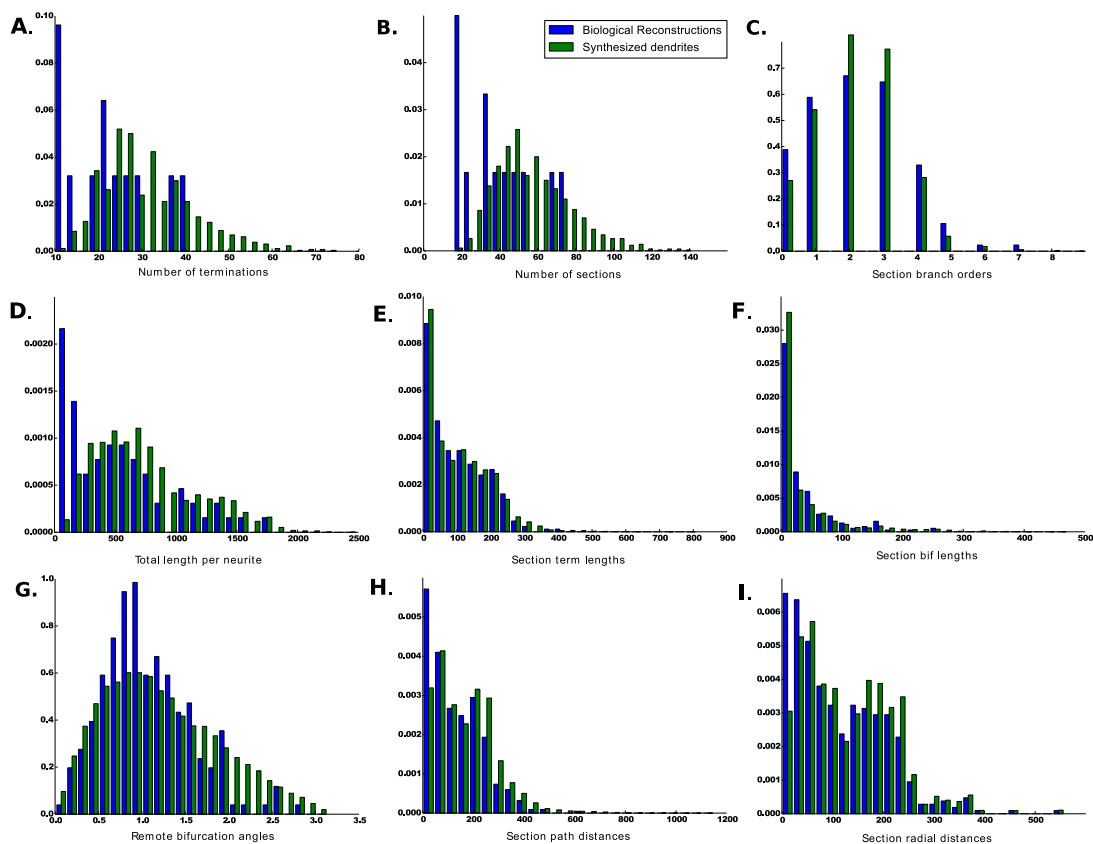 A.
0.10
0.08
0.06
0.04
0.02
0.00
10 20 30 40 50 60 70 80
Number of terminations
B.
0.04
0.03
0.02
0.01
0.00
0 20 40 60 80 100 120 140
Number of sections
Biological Reconstructions
Synthesized dendrites
C.
0.7
0.6
0.5
0.4
0.3
0.2
0.1
0.0
0 1 2 3 4 5 6 7 8
Section branch orders
D.
0.0020
0.0015
0.0010
0.0005
0.0000
0 500 1000 1500 2000 2500
Total length per neurite
E.
0.010
0.008
0.006
0.004
0.002
0.000
0 100 200 300 400 500 600 700 800 900
Section term lengths
F.
0.030
0.025
0.020
0.015
0.010
0.005
0.000
0 100 200 300 400 500
Section bif lengths
G.
1.0
0.8
0.6
0.4
0.2
0.0
0.0 0.5 1.0 1.5 2.0 2.5 3.0 3.5
Remote bifurcation angles
H.
0.005
0.004
0.003
0.002
0.001
0.000
0 200 400 600 800 1000 1200
Section path distances
I.
0.006
0.005
0.004
0.003
0.002
0.001
0.000
0 100 200 300 400 500
Section radial distances